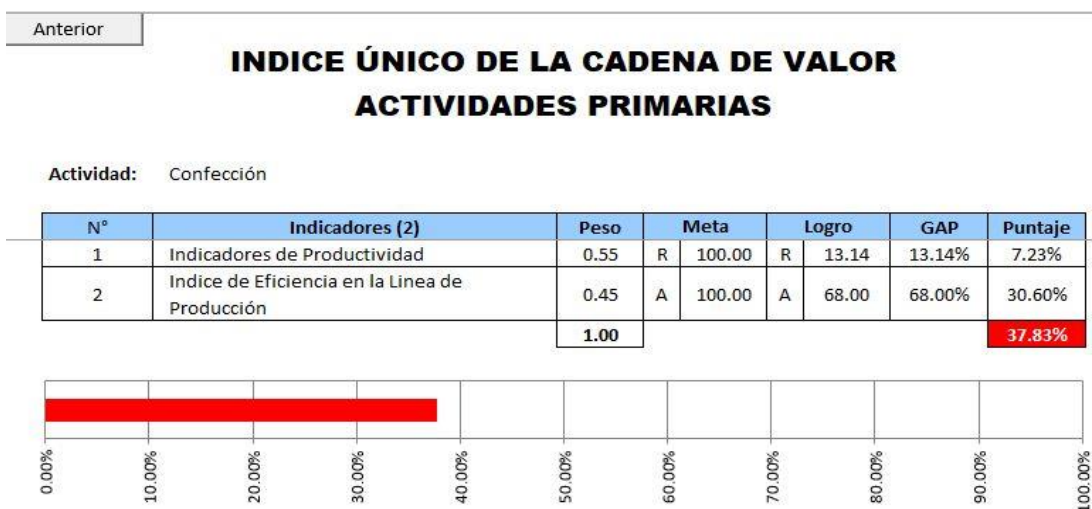 Anterior
INDICE ÚNICO DE LA CADENA DE VALOR
ACTIVIDADES PRIMARIAS
Actividad: Confección
N° Indicadores (2) Peso Meta Logro GAP Puntaje
1 Indicadores de Productividad 0.55 R 100.00 R 13.14 13.14% 7.23%
2 Indice de Eficiencia en la Linea de
Producción 0.45 A 100.00 A 68.00 68.00% 30.60%
1.00 37.83%
0.00% 10.00% 20.00% 30.00% 40.00% 50.00% 60.00% 70.00% 80.00% 90.00% 100.00%